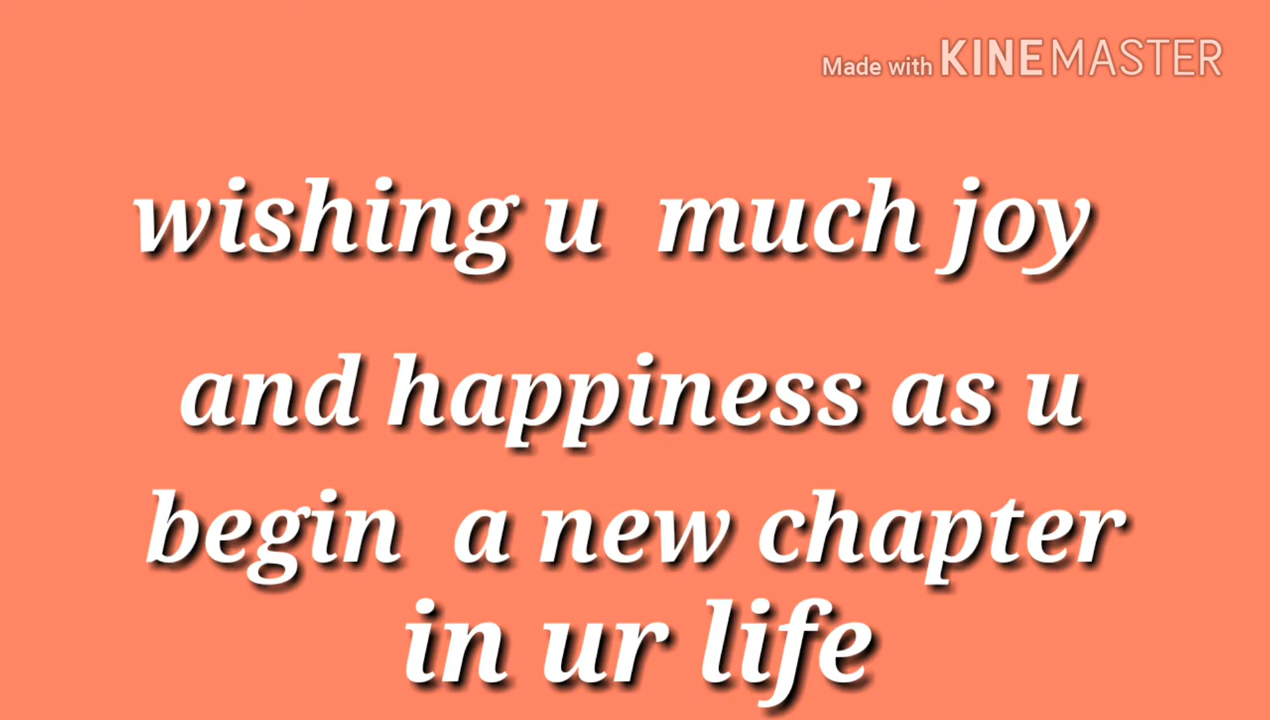 Made with KINEMASTER
wishing u much joy
and happiness as u
begin a new chapter
in ur life